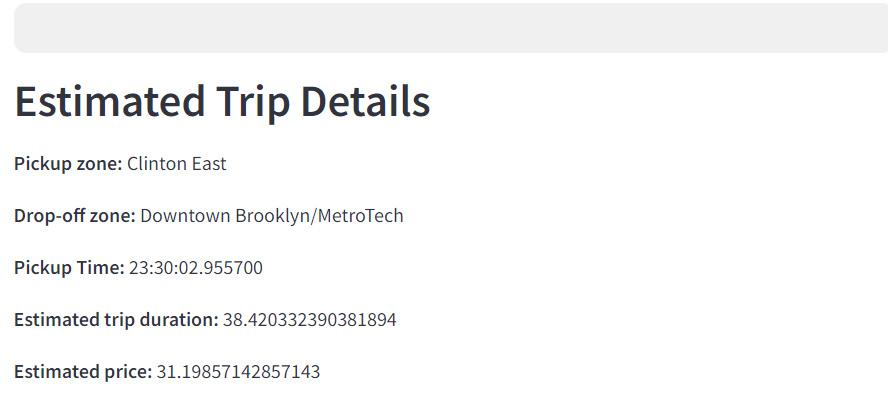 Estimated Trip Details
Pickup zone: Clinton East
Drop-off zone: Downtown Brooklyn/MetroTech
Pickup Time: 23:30:02.955700
Estimated trip duration: 38.420332390381894
Estimated price: 31.19857142857143